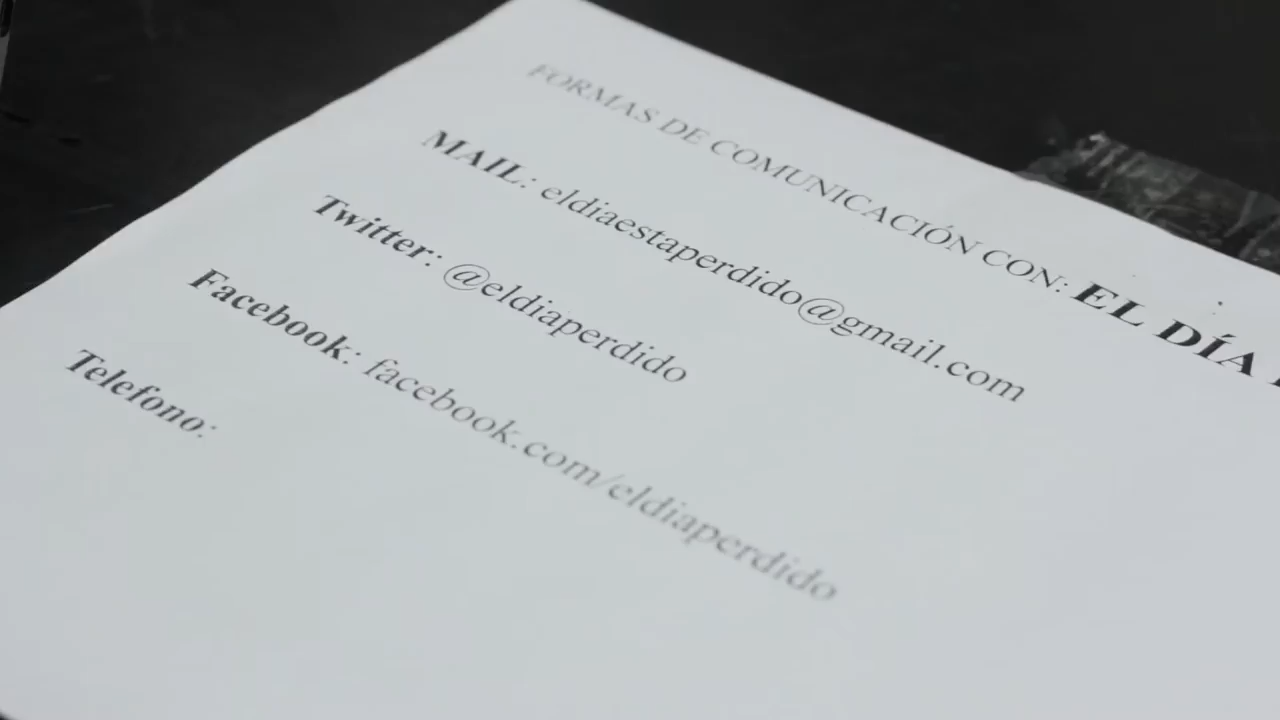 FORMAS DE COMUNICACIÓN CON: EL DÍA
MAIL: eldiaestaperdido@gmail.com
Twitter: @eldiaperdido
Facebook: facebook.com/eldiaperdido
Telefono: